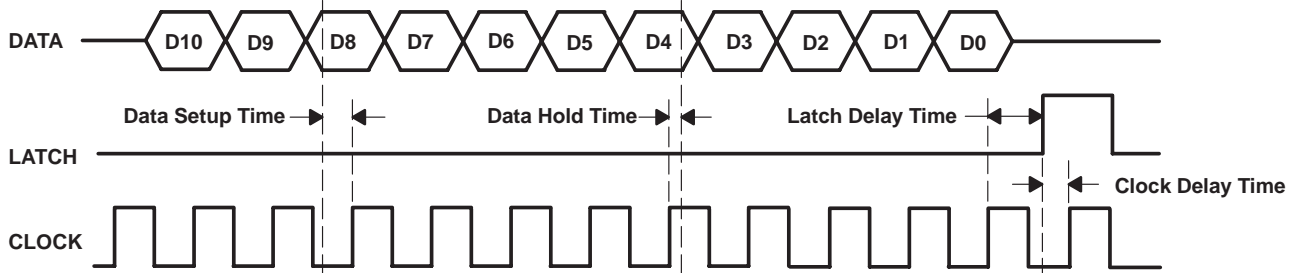 DATA D10 D9 D8 D7 D6 D5 D4 D3 D2 D1 D0
Data Setup Time Data Hold Time Latch Delay Time
LATCH
Clock Delay Time
CLOCK